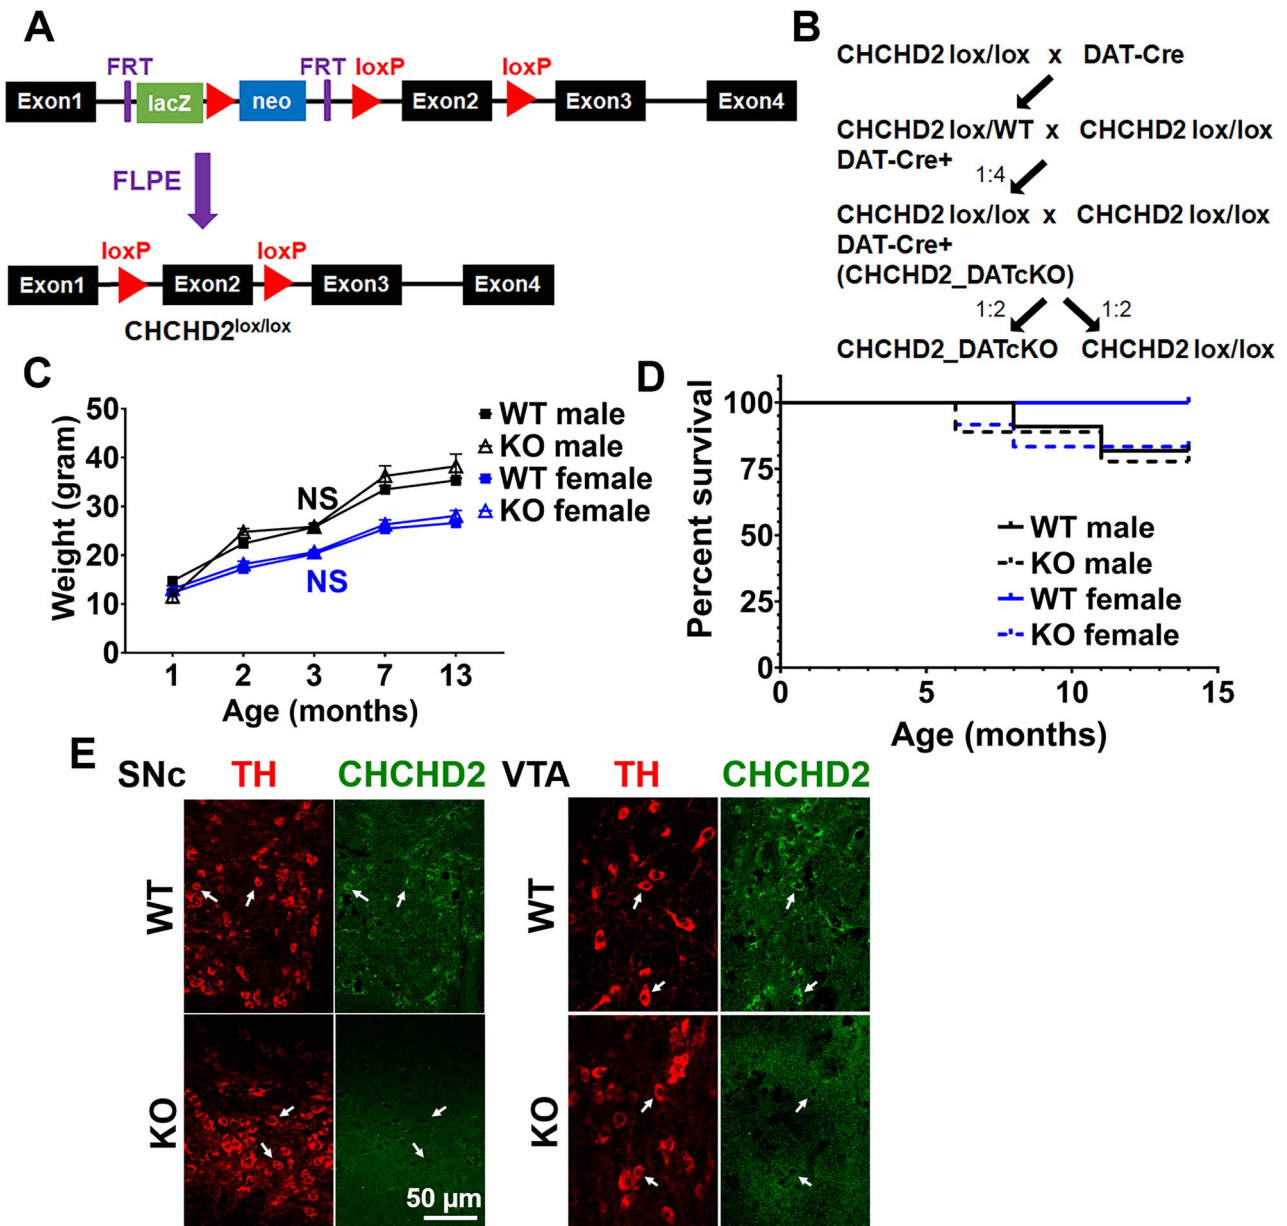 A
FRT FRT loxP loxP
Exon1 lacZ neo Exon2 Exon3 Exon4
FLPE
loxP loxP
Exon1 Exon2 Exon3 Exon4
CHCHD2lox/lox
B
CHCHD2 lox/lox x DAT-Cre
CHCHD2 lox/WT x CHCHD2 lox/lox
DAT-Cre+
1:4
CHCHD2 lox/lox x CHCHD2 lox/lox
DAT-Cre+
(CHCHD2_DATcKO)
1:2 1:2
CHCHD2_DATcKO CHCHD2 lox/lox
C
Weight (gram)
50
40
30
20
10
0
NS
NS
WT male
KO male
WT female
KO female
1 2 3 7 13
Age (months)
D
Percent survival
100
75
50
25
0
WT male
KO male
WT female
KO female
0 5 10 15
Age (months)
E
SNc TH CHCHD2 VTA TH CHCHD2
WT WT
KO KO
50 µm